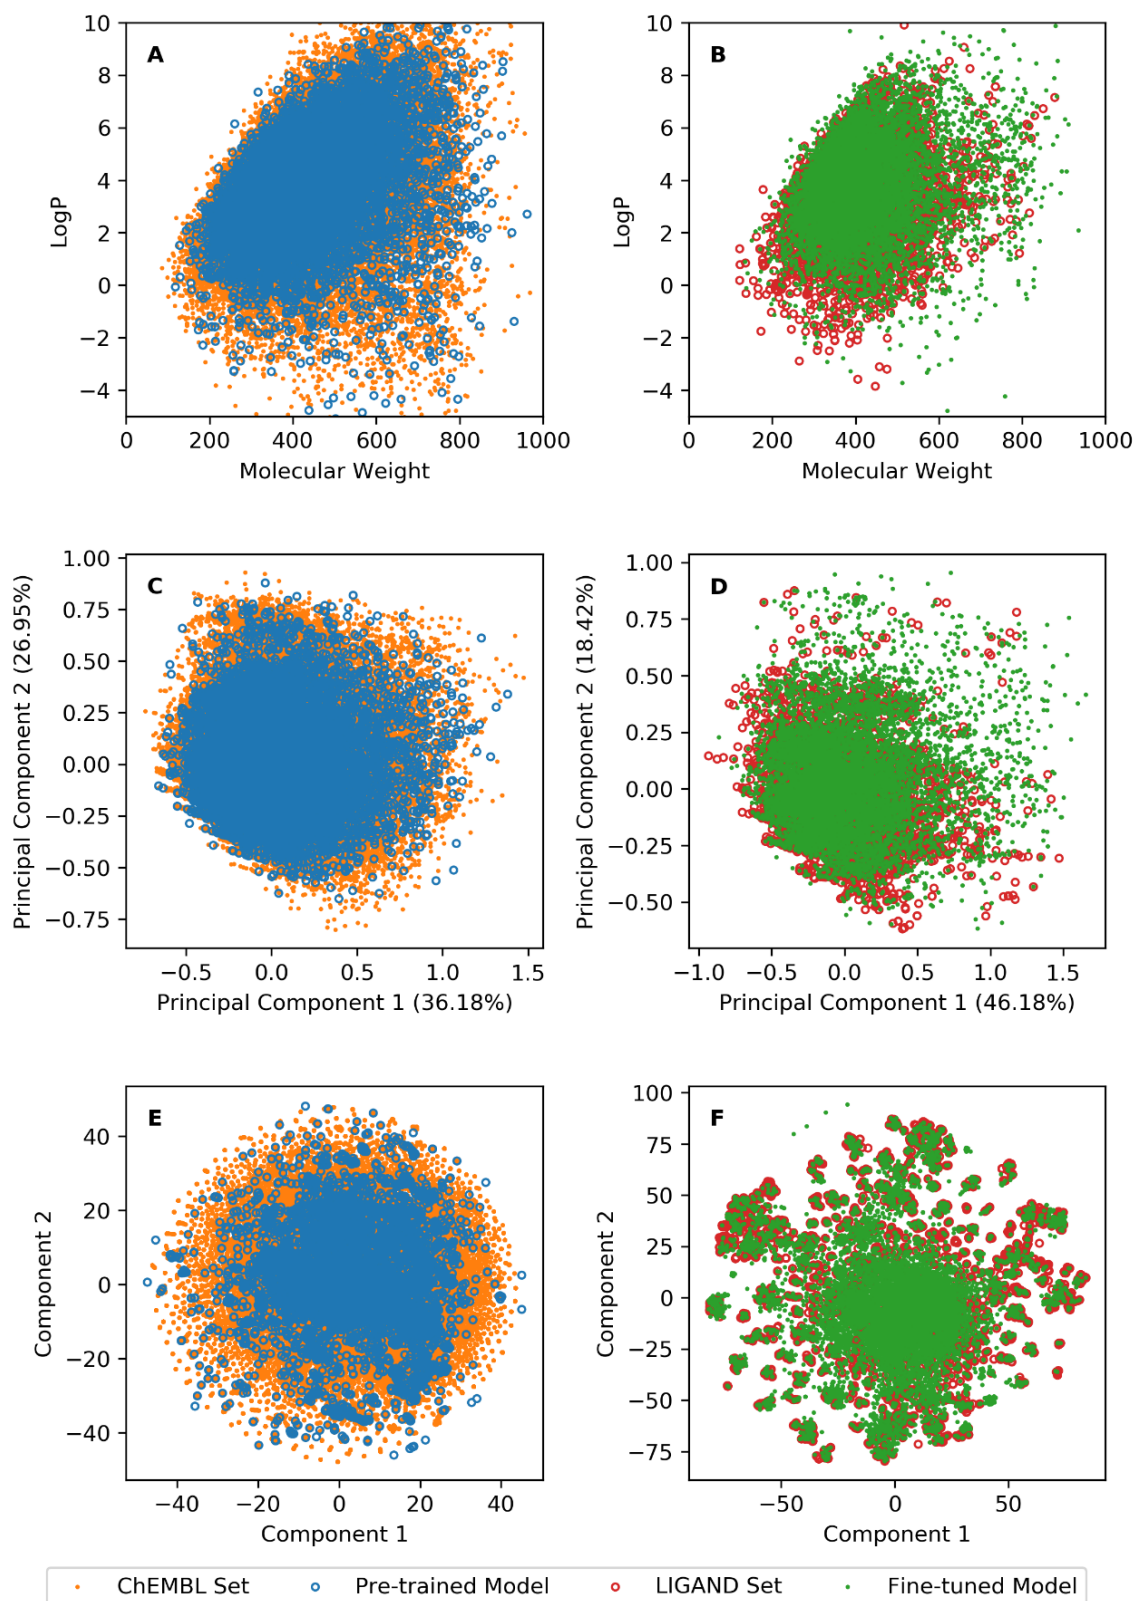 A
10
8
6
4
2
0
−2
−4
LogP
0 200 400 600 800 1000
Molecular Weight
B
10
8
6
4
2
0
−2
−4
LogP
0 200 400 600 800 1000
Molecular Weight
C
1.00
0.75
0.50
0.25
0.00
−0.25
−0.50
−0.75
Principal Component 2 (26.95%)
−0.5 0.0 0.5 1.0 1.5
Principal Component 1 (36.18%)
D
1.00
0.75
0.50
0.25
0.00
−0.25
−0.50
Principal Component 2 (18.42%)
−1.0 −0.5 0.0 0.5 1.0 1.5
Principal Component 1 (46.18%)
E
40
20
0
−20
−40
Component 2
−40 −20 0 20 40
Component 1
F
100
75
50
25
0
−25
−50
−75
Component 2
−50 0 50
Component 1
ChEMBL Set Pre-trained Model LIGAND Set Fine-tuned Model